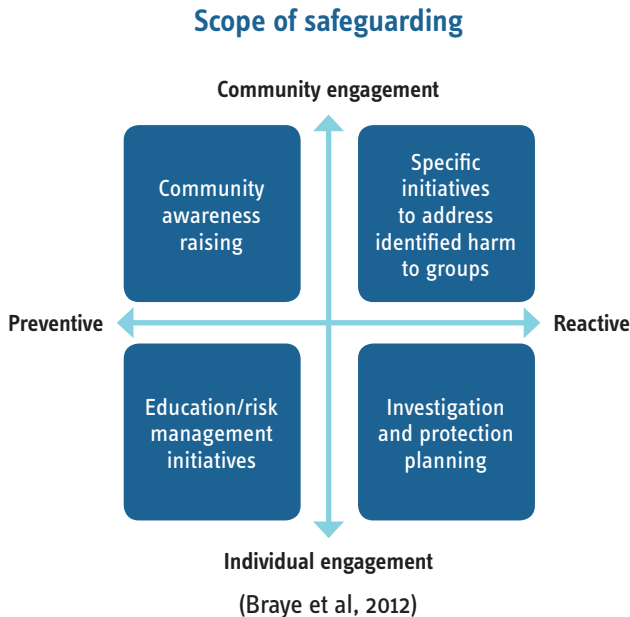 Scope of safeguarding
Community engagement
Community
awareness
raising
Specific
initiatives
to address
identified harm
to groups
Preventive
Reactive
Education/risk
management
initiatives
Investigation
and protection
planning
Individual engagement
(Braye et al, 2012)